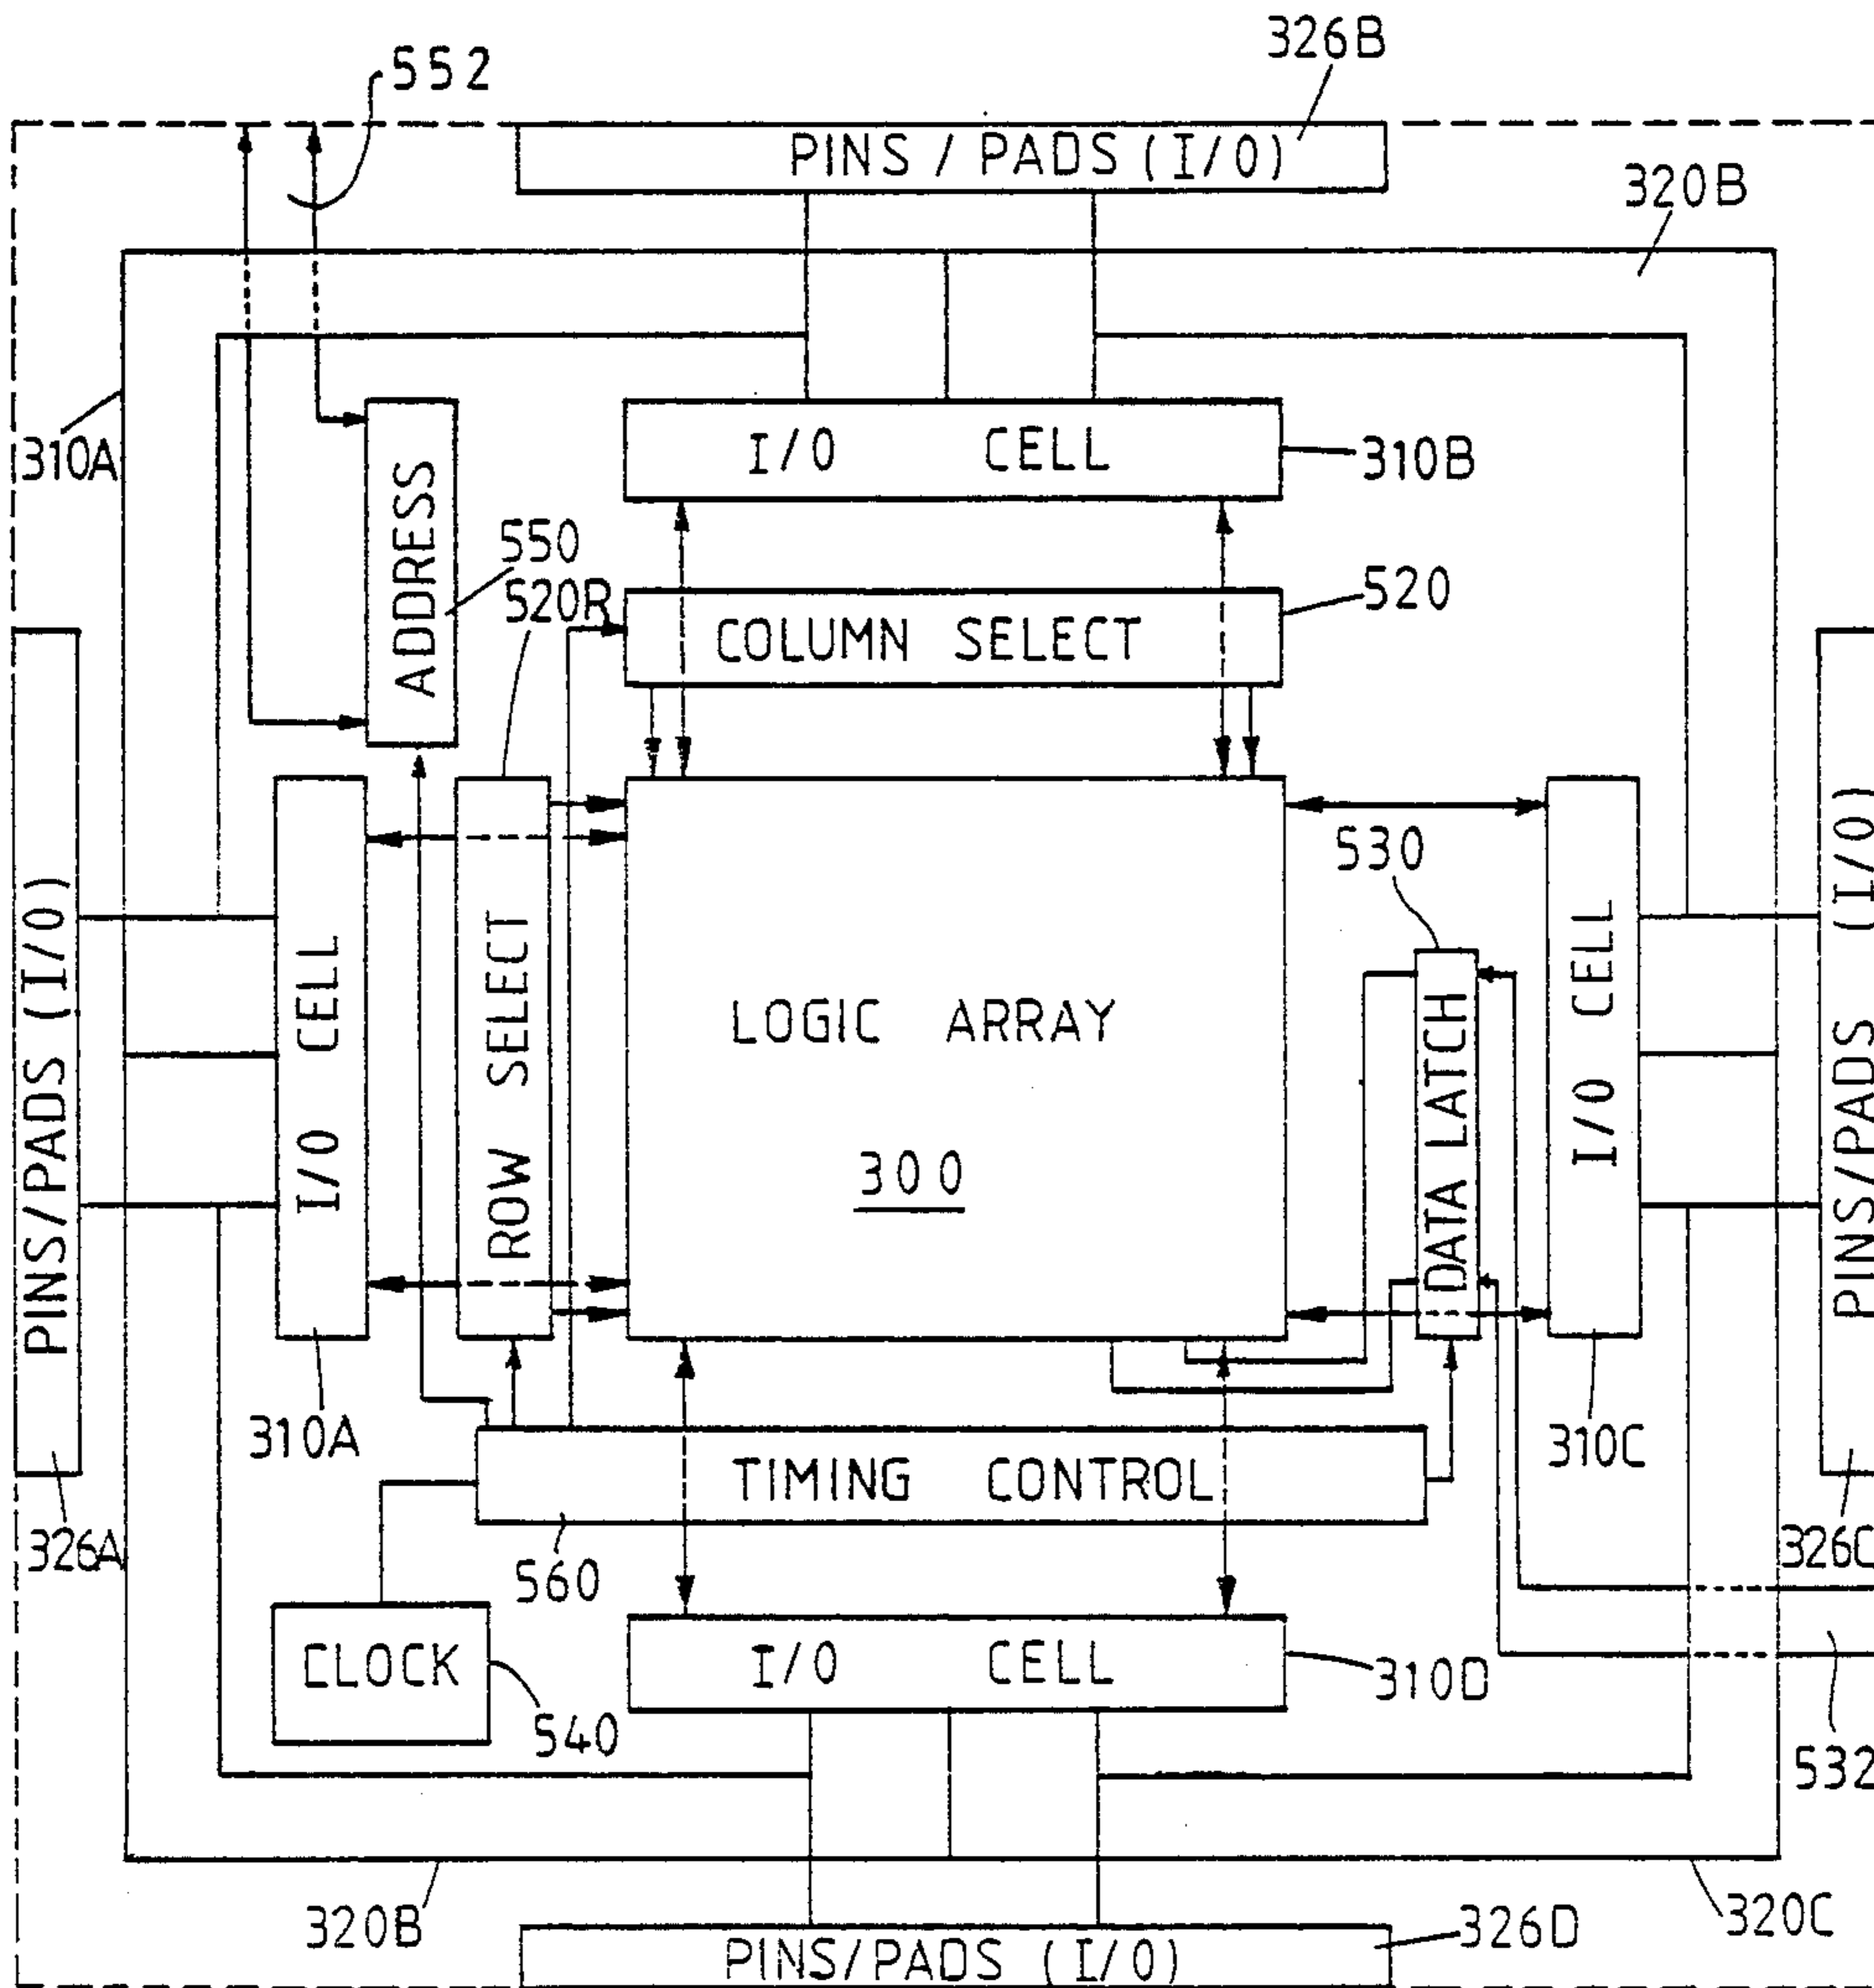 326B
552
PINS / PADS (I/O)
320B
310A
I/O CELL
310B
ADDRESS
550
520R
520
COLUMN SELECT
530
PINS/PADS (I/O)
I/O CELL
ROW SELECT
LOGIC ARRAY
300
DATA LATCH
I/O CELL
PINS/PADS (I/O)
310A
310C
TIMING CONTROL
326A
326C
560
CLOCK
I/O CELL
310D
540
532
320B
320C
326D
PINS/PADS (I/O)